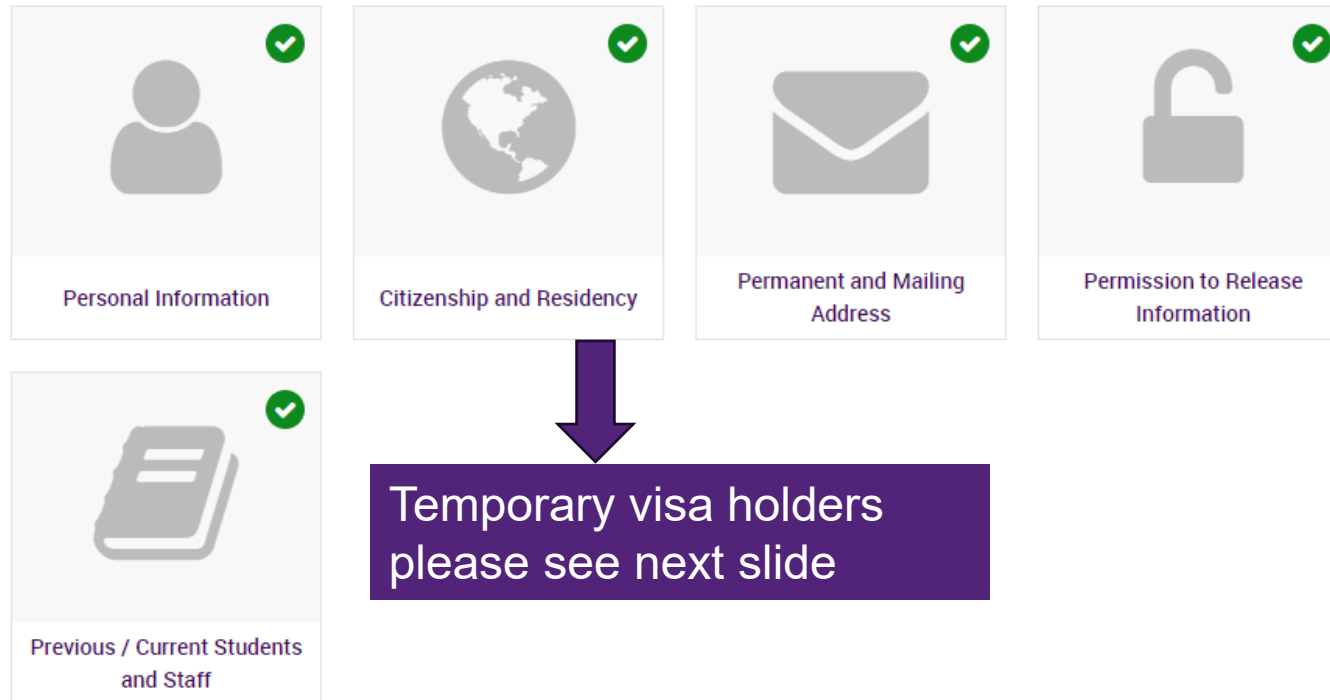 Personal Information
Citizenship and Residency
Permanent and Mailing
Address
Permission to Release
Information
Temporary visa holders
please see next slide
Previous / Current Students
and Staff